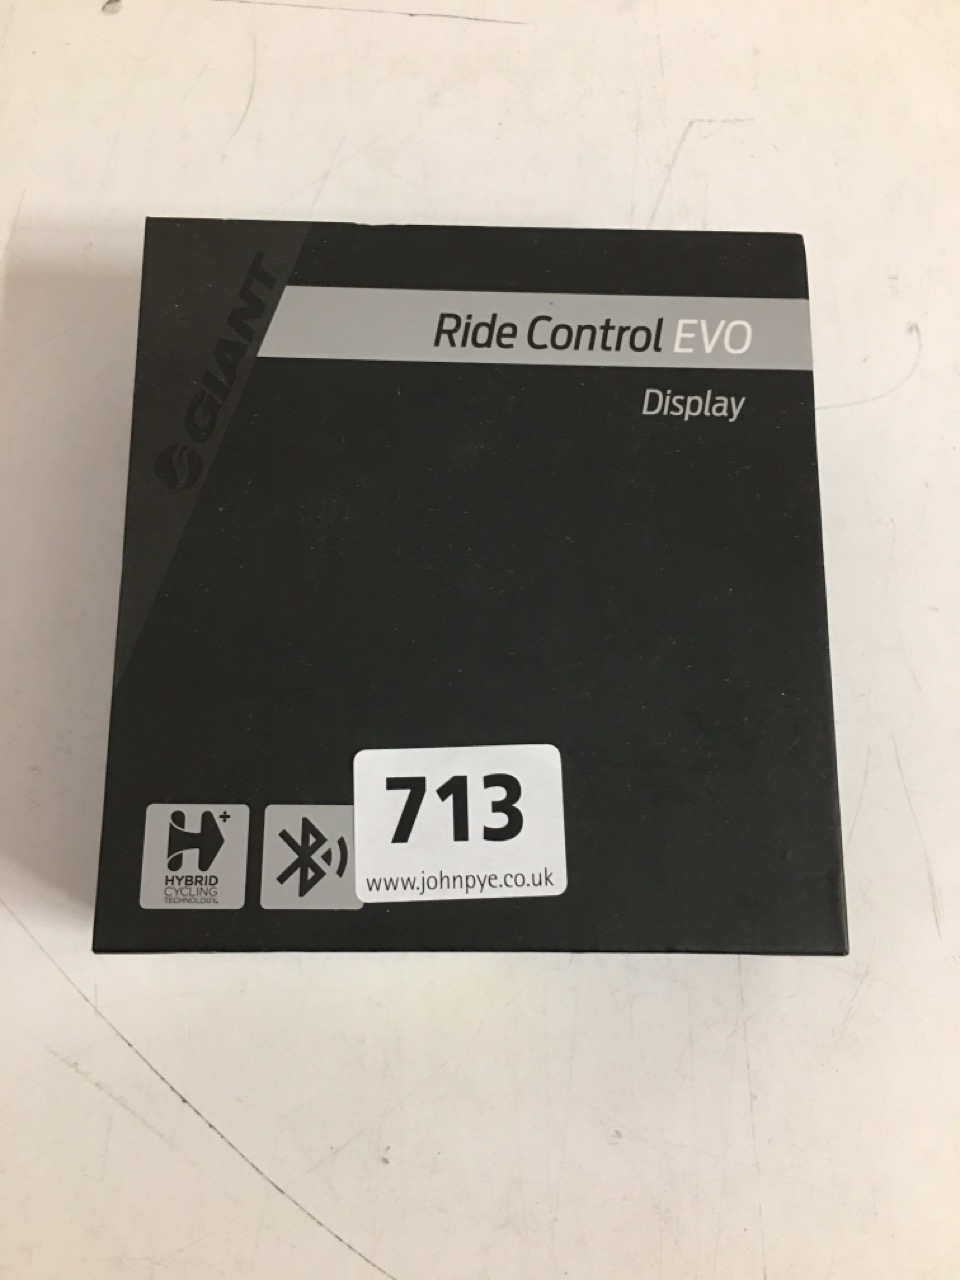 GIANT
Ride Control EVO
Display
HYBRID
CYCLING
TECHNOLOGY
713
www.johnpye.co.uk